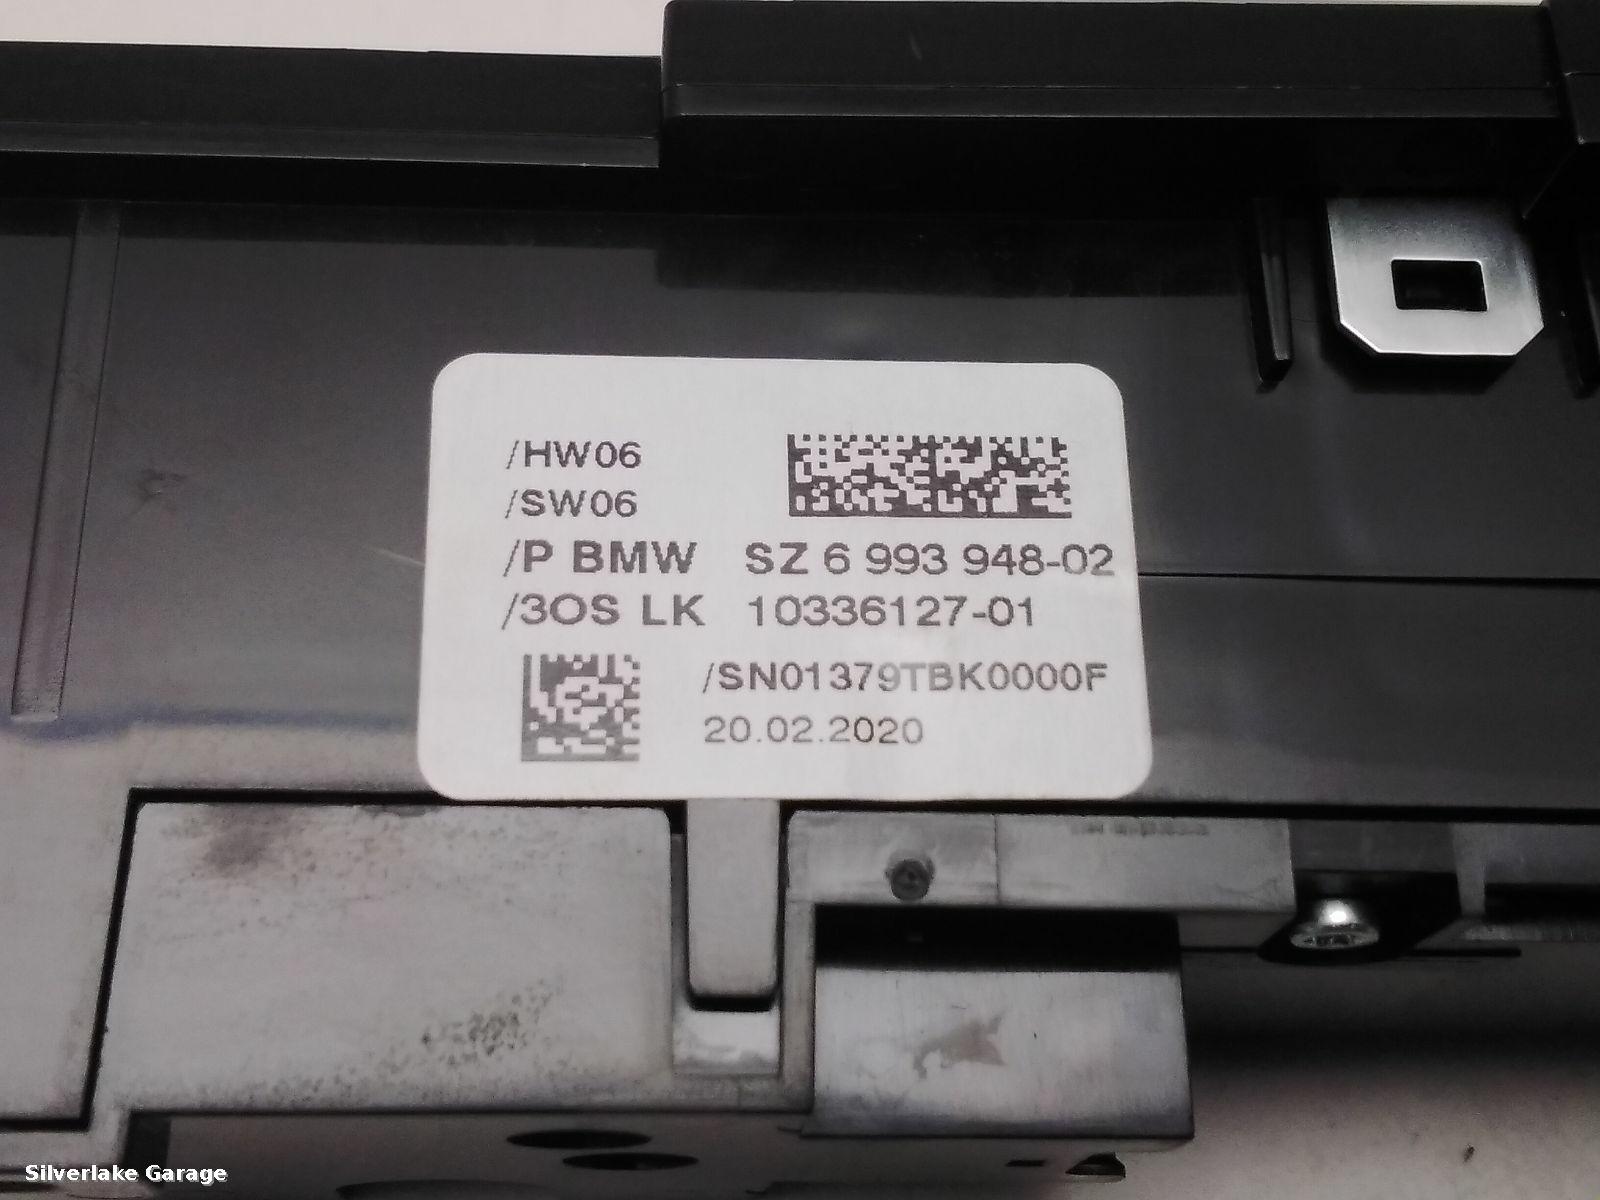 /HW06
/SW06
/P BMW SZ 6 993 948-02
/3OS LK 10336127-01
/SN01379TBK0000F
20.02.2020
Silverlake Garage